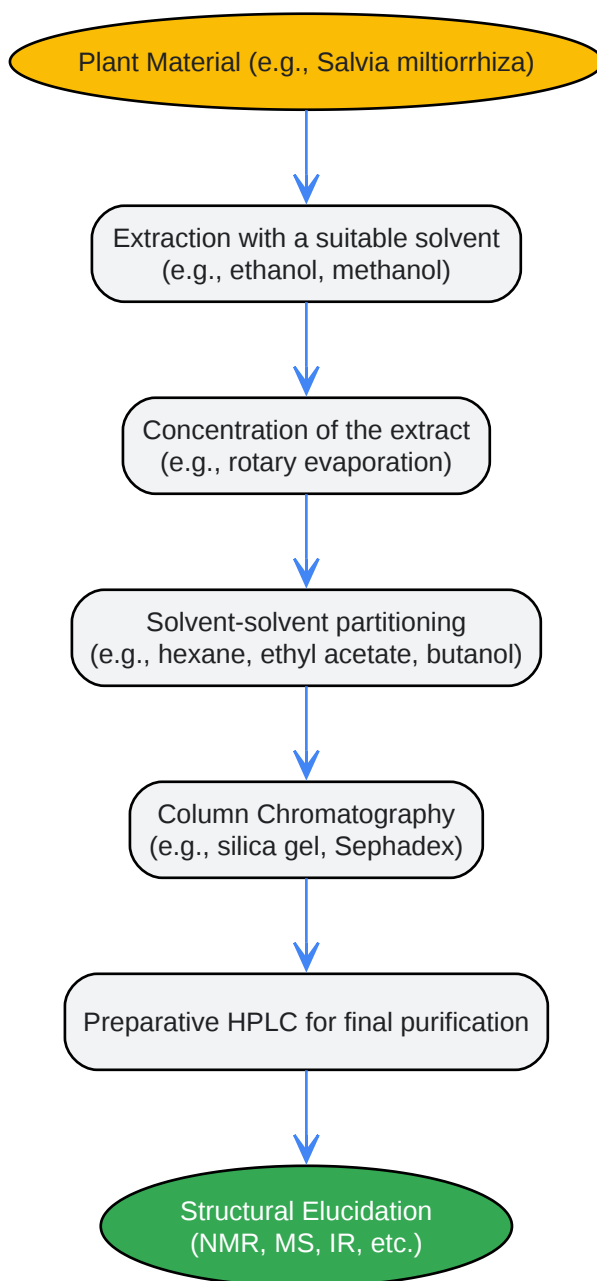 Plant Material (e.g., Salvia miltiorrhiza)
Extraction with a suitable solvent
(e.g., ethanol, methanol)
Concentration of the extract
(e.g., rotary evaporation)
Solvent-solvent partitioning
(e.g., hexane, ethyl acetate, butanol)
Column Chromatography
(e.g., silica gel, Sephadex)
Preparative HPLC for final purification
Structural Elucidation
(NMR, MS, IR, etc.)